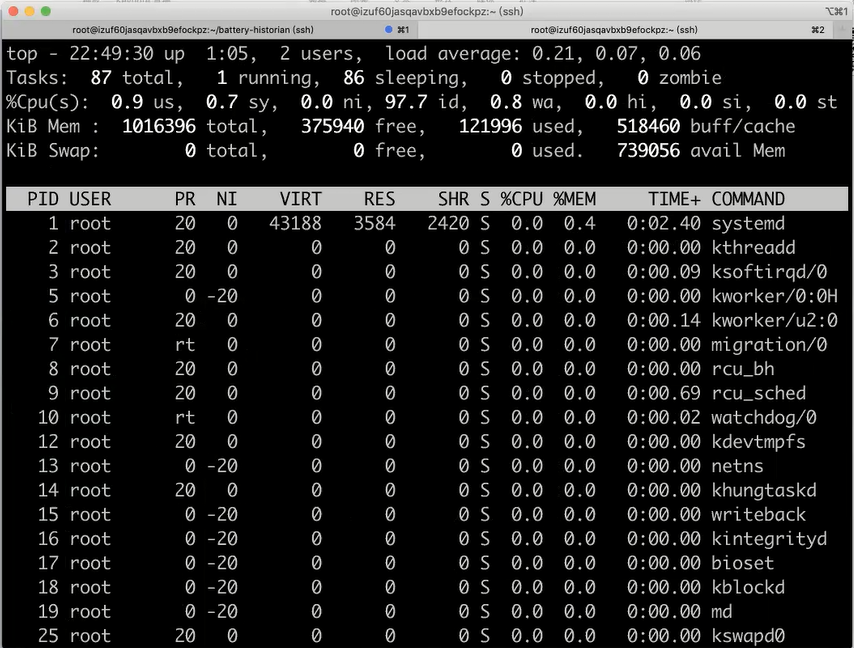 root@izuf60jasqavbxb9efockpz:~ (ssh)
⌥⌘1
root@izuf60jasqavbxb9efockpz:~/battery-historian (ssh) ⌘1 root@izuf60jasqavbxb9efockpz:~ (ssh) ⌘2
top - 22:49:30 up  1:05,  2 users,  load average: 0.21, 0.07, 0.06
Tasks:  87 total,   1 running,  86 sleeping,   0 stopped,   0 zombie
%Cpu(s):  0.9 us,  0.7 sy,  0.0 ni, 97.7 id,  0.8 wa,  0.0 hi,  0.0 si,  0.0 st
KiB Mem :  1016396 total,   375940 free,   121996 used,   518460 buff/cache
KiB Swap:        0 total,        0 free,        0 used.   739056 avail Mem
PID USER      PR  NI    VIRT    RES    SHR S %CPU %MEM     TIME+ COMMAND
1 root      20   0   43188   3584   2420 S  0.0  0.4   0:02.40 systemd
2 root      20   0       0      0      0 S  0.0  0.0   0:00.00 kthreadd
3 root      20   0       0      0      0 S  0.0  0.0   0:00.09 ksoftirqd/0
5 root       0 -20       0      0      0 S  0.0  0.0   0:00.00 kworker/0:0H
6 root      20   0       0      0      0 S  0.0  0.0   0:00.14 kworker/u2:0
7 root      rt   0       0      0      0 S  0.0  0.0   0:00.00 migration/0
8 root      20   0       0      0      0 S  0.0  0.0   0:00.00 rcu_bh
9 root      20   0       0      0      0 S  0.0  0.0   0:00.69 rcu_sched
10 root      rt   0       0      0      0 S  0.0  0.0   0:00.02 watchdog/0
12 root      20   0       0      0      0 S  0.0  0.0   0:00.00 kdevtmpfs
13 root       0 -20       0      0      0 S  0.0  0.0   0:00.00 netns
14 root      20   0       0      0      0 S  0.0  0.0   0:00.00 khungtaskd
15 root       0 -20       0      0      0 S  0.0  0.0   0:00.00 writeback
16 root       0 -20       0      0      0 S  0.0  0.0   0:00.00 kintegrityd
17 root       0 -20       0      0      0 S  0.0  0.0   0:00.00 bioset
18 root       0 -20       0      0      0 S  0.0  0.0   0:00.00 kblockd
19 root       0 -20       0      0      0 S  0.0  0.0   0:00.00 md
25 root      20   0       0      0      0 S  0.0  0.0   0:00.00 kswapd0